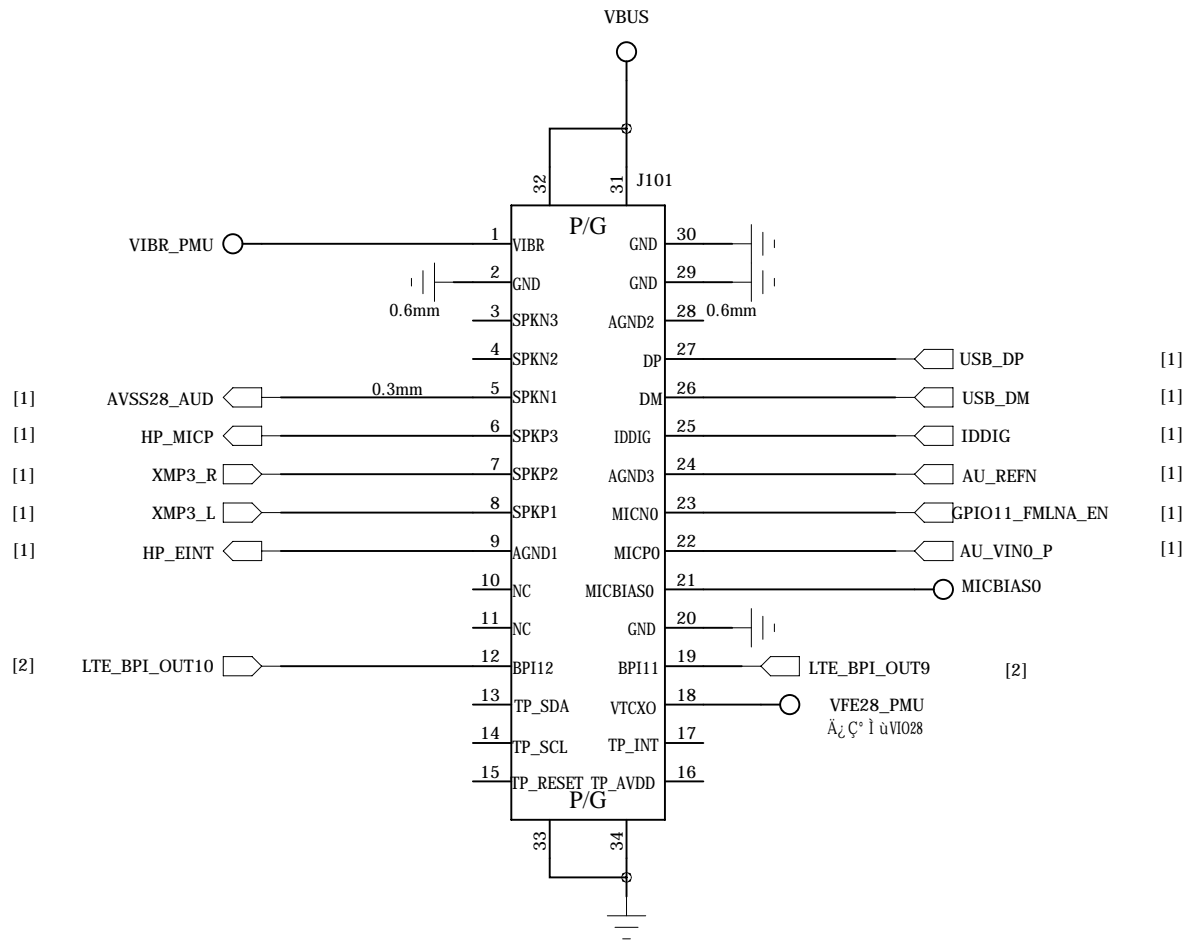 VBUS
32
31
J101
P/G
VIBR_PMU
1
VIBR
GND
30
2
GND
GND
29
0.6mm
3
SPKN3
AGND2
28
0.6mm
4
SPKN2
DP
27
USB_DP
[1]
[1]
AVSS28_AUD
0.3mm
5
SPKN1
DM
26
USB_DM
[1]
[1]
HP_MICP
6
SPKP3
IDDIG
25
IDDIG
[1]
[1]
XMP3_R
7
SPKP2
AGND3
24
AU_REFN
[1]
[1]
XMP3_L
8
SPKP1
MICN0
23
GPIO11_FMLNA_EN
[1]
[1]
HP_EINT
9
AGND1
MICP0
22
AU_VIN0_P
[1]
10
NC
MICBIAS0
21
MICBIAS0
11
NC
GND
20
[2]
LTE_BPI_OUT10
12
BPI12
BPI11
19
LTE_BPI_OUT9
[2]
13
TP_SDA
VTCXO
18
VFE28_PMU
Ä¿Ç°Ì ùVIO28
14
TP_SCL
TP_INT
17
15
TP_RESET
TP_AVDD
16
P/G
33
34